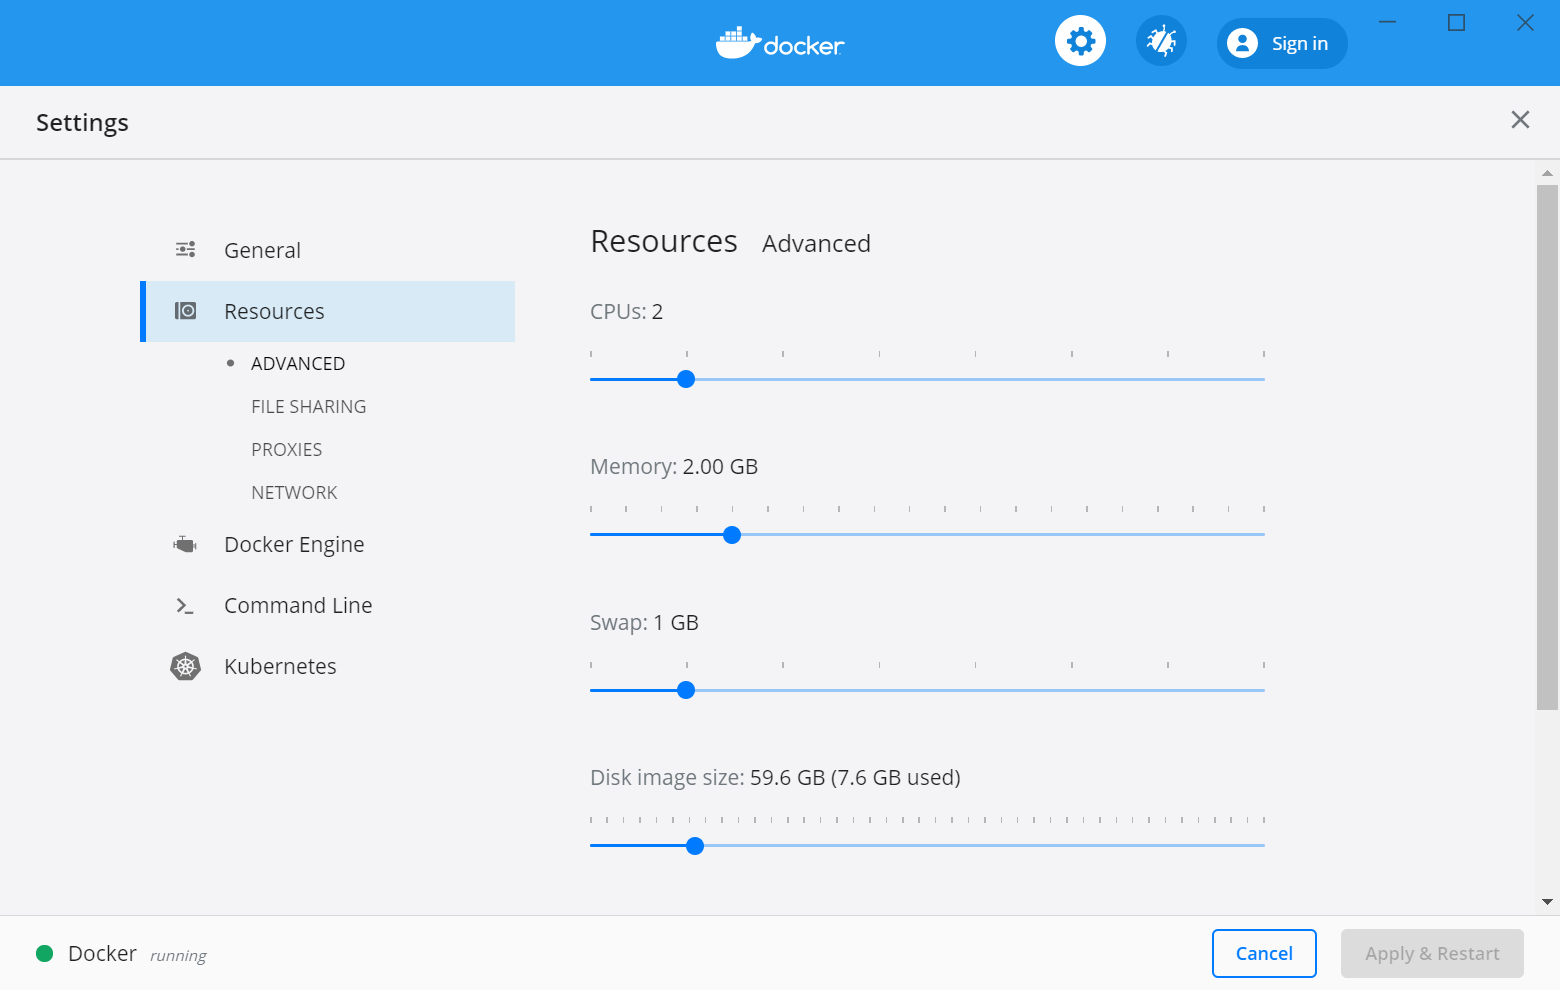 docker
Sign in
Settings
General
Resources
ADVANCED
FILE SHARING
PROXIES
NETWORK
Docker Engine
Command Line
Kubernetes
Resources Advanced
CPUs: 2
Memory: 2.00 GB
Swap: 1 GB
Disk image size: 59.6 GB (7.6 GB used)
Docker running
Cancel
Apply & Restart